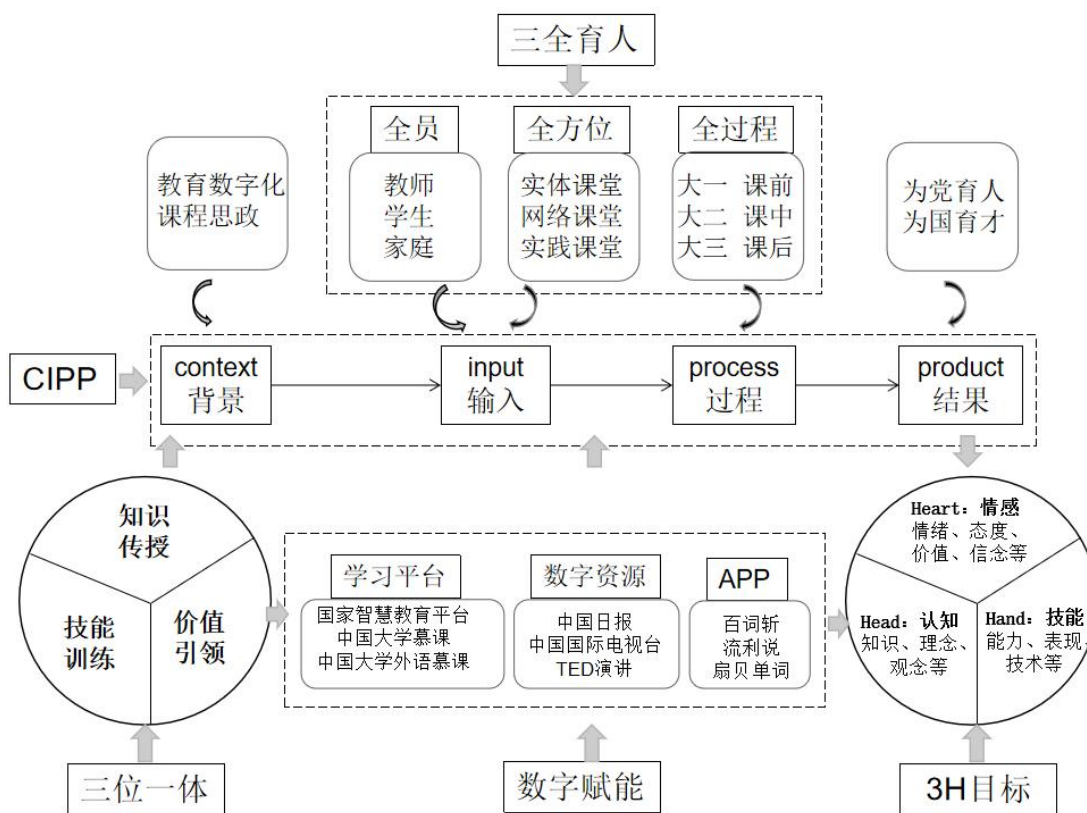 三全育人
全员
全方位
全过程
教育数字化
课程思政
教师
学生
家庭
实体课堂
网络课堂
实践课堂
大一 课前
大二 课中
大三 课后
为党育人
为国育才
CIPP
context
背景
input
输入
process
过程
product
结果
知识
传授
技能
训练
价值
引领
学习平台
国家智慧教育平台
中国大学慕课
中国大学外语慕课
数字资源
中国日报
中国国际电视台
TED演讲
APP
百词斩
流利说
扇贝单词
Heart：情感
情绪、态度、
价值、信念等
Head：认知
知识、理念、
观念等
Hand：技能
能力、表现、
技术等
三位一体
数字赋能
3H目标